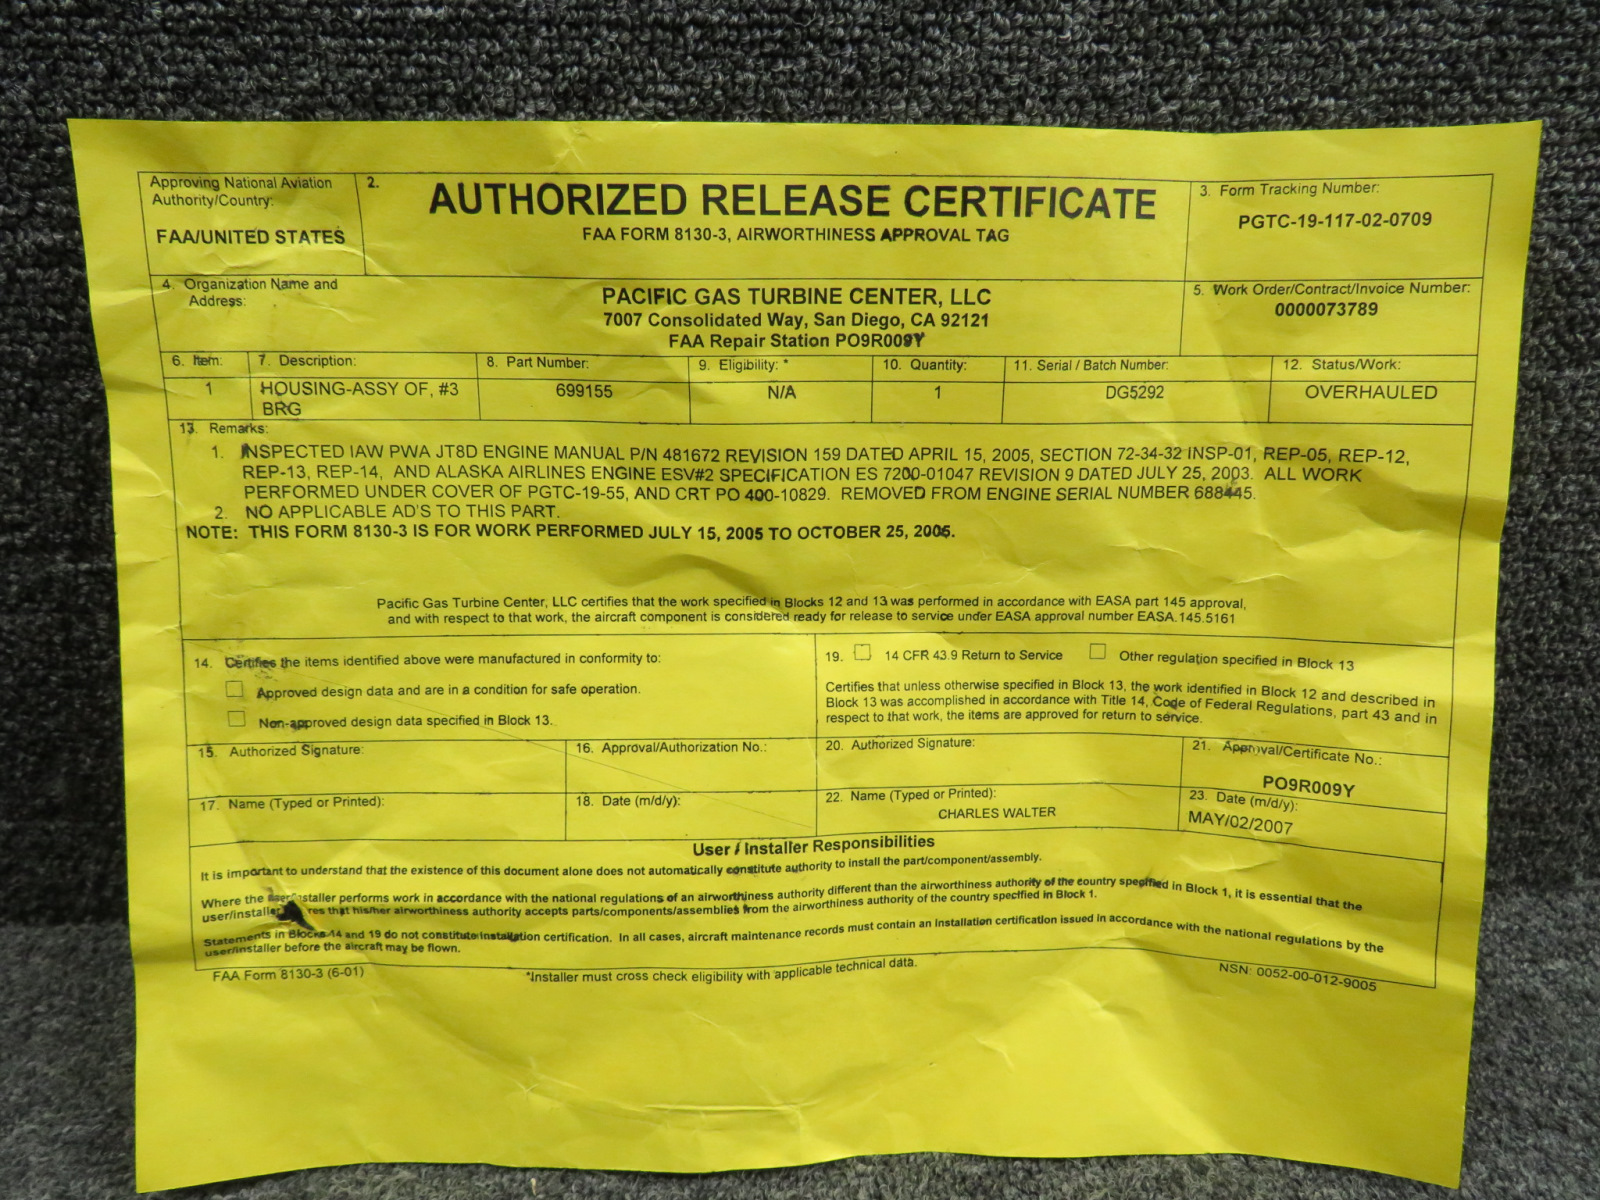 Approving National Aviation
Authority/Country:
FAA/UNITED STATES
2.
AUTHORIZED RELEASE CERTIFICATE
FAA FORM 8130-3, AIRWORTHINESS APPROVAL TAG
3. Form Tracking Number:
PGTC-19-117-02-0709
4. Organization Name and
Address:
PACIFIC GAS TURBINE CENTER, LLC
7007 Consolidated Way, San Diego, CA 92121
FAA Repair Station PO9R009Y
5. Work Order/Contract/Invoice Number:
0000073789
6. Item:
1
7. Description:
HOUSING-ASSY OF, #3
BRG
8. Part Number:
699155
9. Eligibility: *
N/A
10. Quantity:
1
11. Serial / Batch Number:
DG5292
12. Status/Work:
OVERHAULED
13. Remarks:
1. INSPECTED IAW PWA JT8D ENGINE MANUAL P/N 481672 REVISION 159 DATED APRIL 15, 2005, SECTION 72-34-32 INSP-01, REP-05, REP-12,
REP-13, REP-14, AND ALASKA AIRLINES ENGINE ESV#2 SPECIFICATION ES 7200-01047 REVISION 9 DATED JULY 25, 2003. ALL WORK
PERFORMED UNDER COVER OF PGTC-19-55, AND CRT PO 400-10829. REMOVED FROM ENGINE SERIAL NUMBER 688445.
2. NO APPLICABLE AD'S TO THIS PART.
NOTE: THIS FORM 8130-3 IS FOR WORK PERFORMED JULY 15, 2005 TO OCTOBER 25, 2005.
Pacific Gas Turbine Center, LLC certifies that the work specified in Blocks 12 and 13 was performed in accordance with EASA part 145 approval,
and with respect to that work, the aircraft component is considered ready for release to service under EASA approval number EASA.145.5161
14. Certifies the items identified above were manufactured in conformity to:
Approved design data and are in a condition for safe operation.
Non-approved design data specified in Block 13.
19. 14 CFR 43.9 Return to Service Other regulation specified in Block 13
Certifies that unless otherwise specified in Block 13, the work identified in Block 12 and described in
Block 13 was accomplished in accordance with Title 14, Code of Federal Regulations, part 43 and in
respect to that work, the items are approved for return to service.
15. Authorized Signature:
16. Approval/Authorization No.:
20. Authorized Signature:
21. Approval/Certificate No.:
PO9R009Y
17. Name (Typed or Printed):
18. Date (m/d/y):
22. Name (Typed or Printed):
CHARLES WALTER
23. Date (m/d/y):
MAY/02/2007
User / Installer Responsibilities
It is important to understand that the existence of this document alone does not automatically constitute authority to install the part/component/assembly.
Where the user/installer performs work in accordance with the national regulations of an airworthiness authority different than the airworthiness authority of the country specified in Block 1, it is essential that the
user/installer res that his/her airworthiness authority accepts parts/components/assemblies from the airworthiness authority of the country specified in Block 1.
Statements in Blocks 14 and 19 do not constitute installation certification. In all cases, aircraft maintenance records must contain an installation certification issued in accordance with the national regulations by the
user/installer before the aircraft may be flown.
FAA Form 8130-3 (6-01)
*Installer must cross check eligibility with applicable technical data.
NSN: 0052-00-012-9005